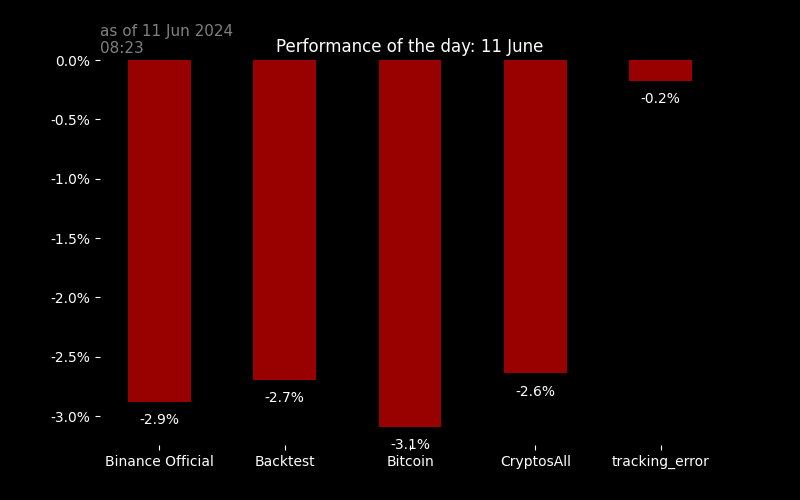 as of 11 Jun 2024
08:23
Performance of the day: 11 June
0.0%
-0.5%
-1.0%
-1.5%
-2.0%
-2.5%
-3.0%
-2.9%
-2.7%
-3.1%
-2.6%
-0.2%
Binance Official
Backtest
Bitcoin
CryptosAll
tracking_error